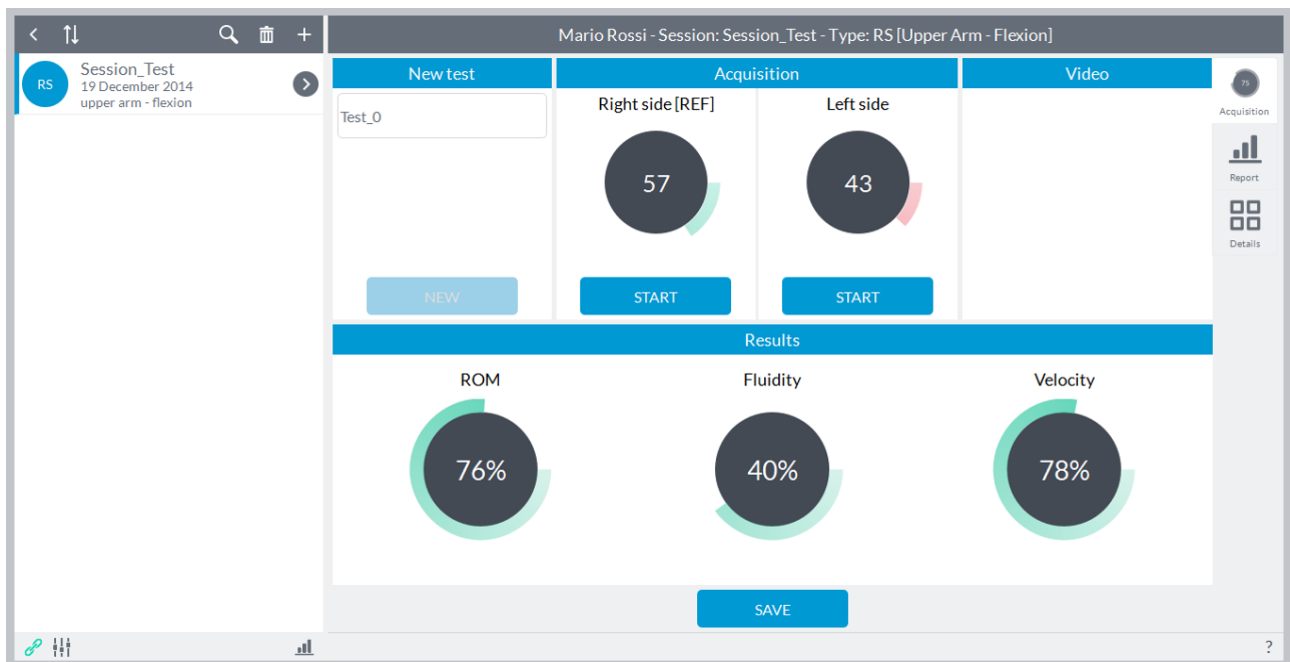 Mario Rossi - Session: Session_Test - Type: RS [Upper Arm - Flexion]
RS
Session_Test
19 December 2014
upper arm - flexion
New test
Acquisition
Video
Test_0
Right side [REF]
Left side
57
43
NEW
START
START
75
Acquisition
Report
Details
Results
ROM
Fluidity
Velocity
76%
40%
78%
SAVE
?